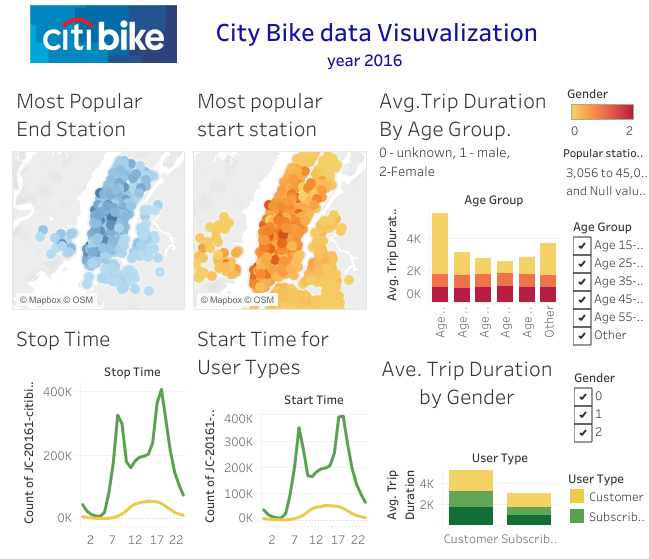 citi bike
City Bike data Visuvalization
year 2016
Most Popular
End Station
© Mapbox © OSM
Most popular
start station
© Mapbox © OSM
Avg.Trip Duration
By Age Group.
0 - unknown, 1 - male,
2-Female
Age Group
Avg. Trip Durat..
4K
2K
0K
Age ..
Age ..
Age ..
Age ..
Age ..
Other
Gender
0 2
Popular statio..
3,056 to 45,0..
and Null valu..
Age Group
Age 15-..
Age 25-..
Age 35-..
Age 45-..
Age 55-..
Other
Stop Time
Stop Time
Count of JC-20161-citibi..
400K
200K
0K
2 7 12 17 22
Start Time for
User Types
Start Time
Count of JC-20161-..
400K
300K
200K
100K
0K
2 7 12 17 22
Ave. Trip Duration
by Gender
User Type
Avg. Trip
Duration
4K
2K
Customer Subscrib..
Gender
0
1
2
User Type
Customer
Subscrib..